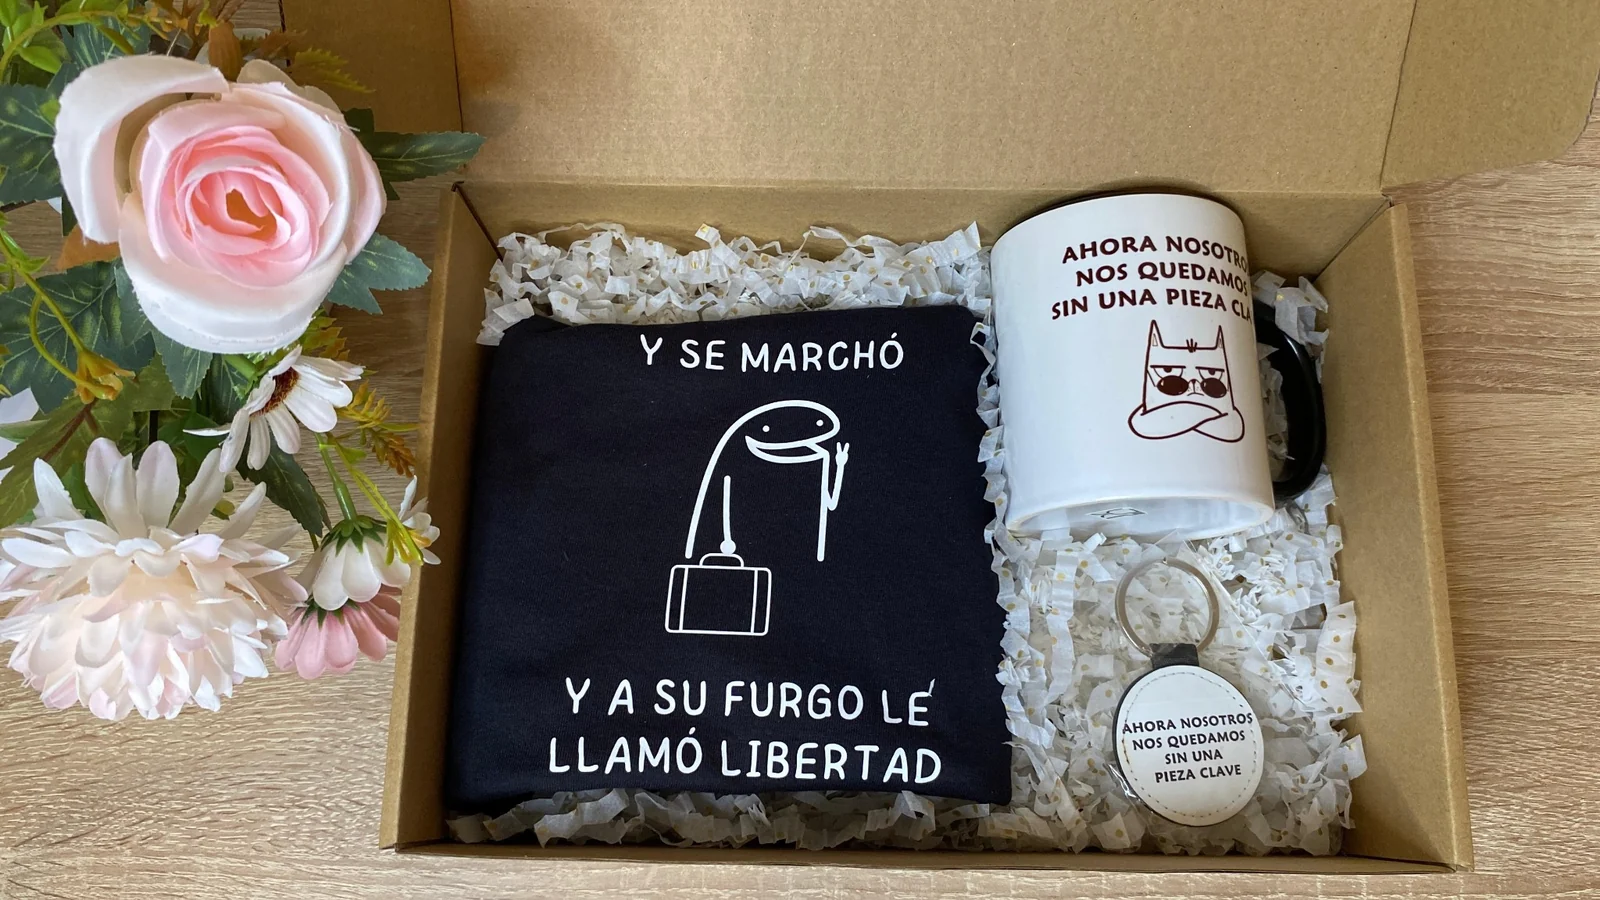 Y SE MARCHÓ
Y A SU FURGO LE
LLAMÓ LIBERTAD
AHORA NOSOTROS
NOS QUEDAMOS
SIN UNA PIEZA CLA
AHORA NOSOTROS
NOS QUEDAMOS
SIN UNA
PIEZA CLAVE